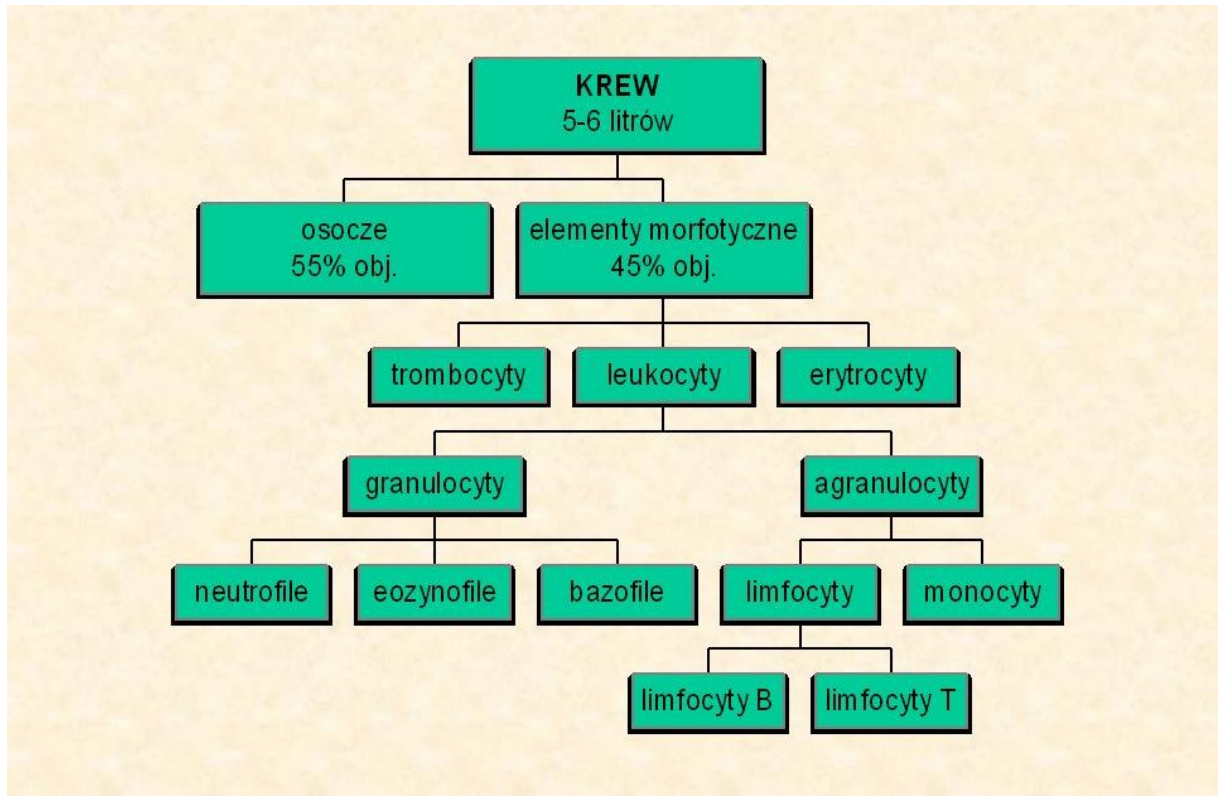 KREW
5-6 litrów
osocze
55% obj.
elementy morfotyczne
45% obj.
trombocyty
leukocyty
erytrocyty
granulocyty
agranulocyty
neutrofile
eozynofile
bazofile
limfocyty
monocyty
limfocyty B
limfocyty T